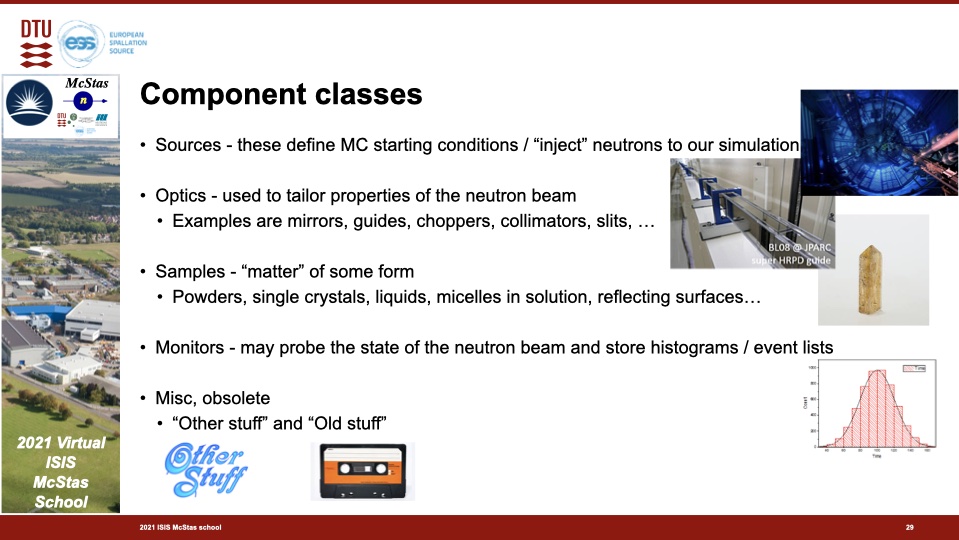 DTU
ess
EUROPEAN
SPALLATION
SOURCE
McStas
n
DTU
Component classes
• Sources - these define MC starting conditions / “inject” neutrons to our simulation
• Optics - used to tailor properties of the neutron beam
• Examples are mirrors, guides, choppers, collimators, slits, …
BL08 @ JPARC
super HRPD guide
• Samples - “matter” of some form
• Powders, single crystals, liquids, micelles in solution, reflecting surfaces…
• Monitors - may probe the state of the neutron beam and store histograms / event lists
Time
Time
• Misc, obsolete
• “Other stuff” and “Old stuff”
Other
Stuff
2021 Virtual
ISIS
McStas
School
2021 ISIS McStas school
29